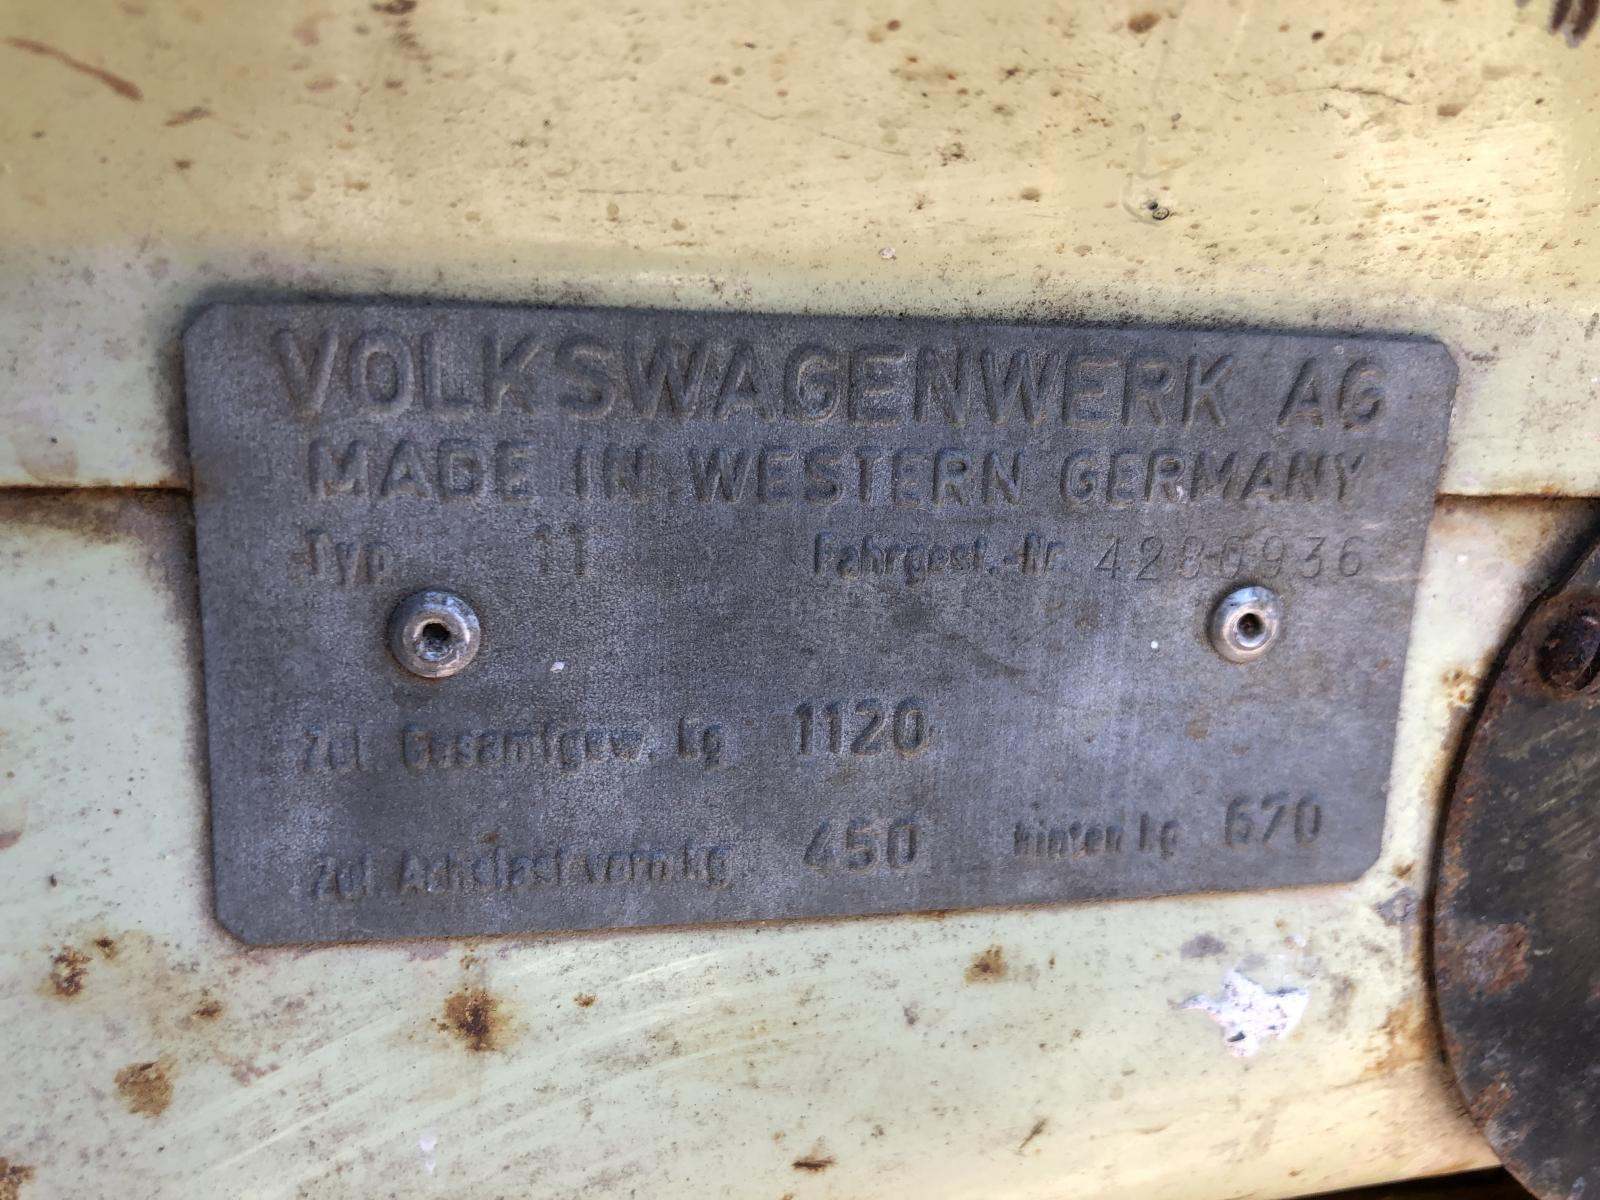 VOLKSWAGENWERK AG
MADE IN WESTERN GERMANY
Typ 11 Fahrgest.-Nr. 4280936
Zul. Gesamtgew. kg 1120
Zul. Achslast vorn kg 450 hinten kg 670